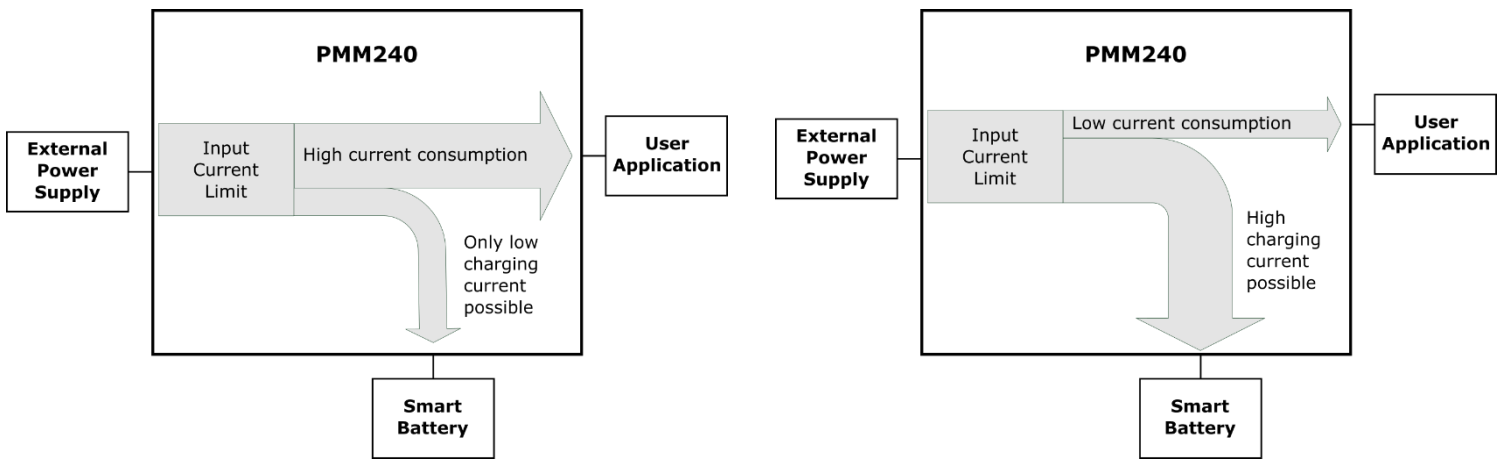 PMM240
External
Power
Supply
Input
Current
Limit
High current consumption
User
Application
Only low
charging
current
possible
Smart
Battery
PMM240
External
Power
Supply
Input
Current
Limit
Low current consumption
User
Application
High
charging
current
possible
Smart
Battery